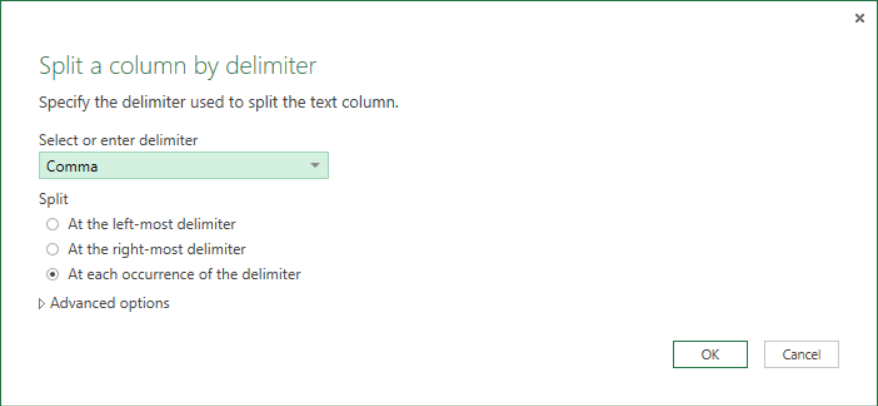 Split a column by delimiter
Specify the delimiter used to split the text column.
Select or enter delimiter
Comma
Split
At the left-most delimiter
At the right-most delimiter
At each occurrence of the delimiter
Advanced options
OK Cancel